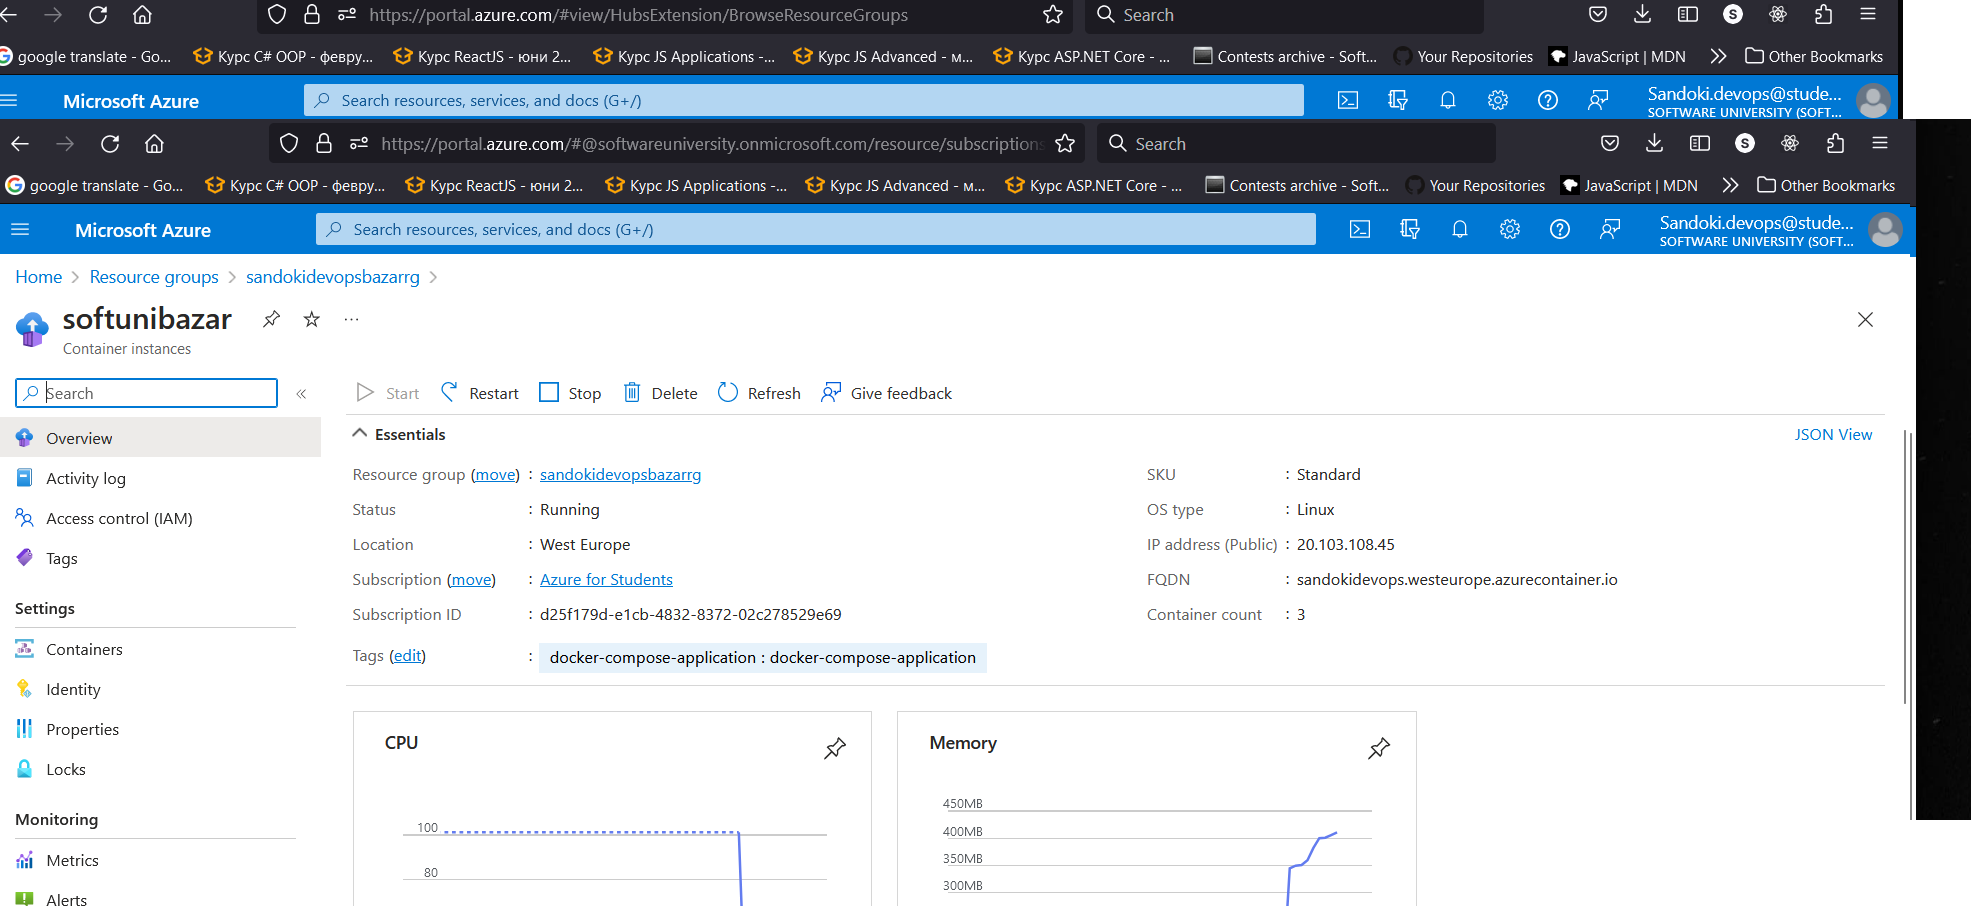 https://portal.azure.com/#view/HubsExtension/BrowseResourceGroups
Search
google translate - Go...
Курс C# OOP - февру...
Курс ReactJS - юни 2...
Курс JS Applications -...
Курс JS Advanced - м...
Курс ASP.NET Core - ...
Contests archive - Soft...
Your Repositories
JavaScript | MDN
Other Bookmarks
Microsoft Azure
Search resources, services, and docs (G+/)
Sandoki.devops@stude...
SOFTWARE UNIVERSITY (SOFT...
https://portal.azure.com/#@softwareuniversity.onmicrosoft.com/resource/subscriptions
Search
google translate - Go...
Курс C# OOP - февру...
Курс ReactJS - юни 2...
Курс JS Applications -...
Курс JS Advanced - м...
Курс ASP.NET Core - ...
Contests archive - Soft...
Your Repositories
JavaScript | MDN
Other Bookmarks
Microsoft Azure
Search resources, services, and docs (G+/)
Sandoki.devops@stude...
SOFTWARE UNIVERSITY (SOFT...
Home > Resource groups > sandokidevopsbazarrg >
softunibazar
Container instances
Search
Start
Restart
Stop
Delete
Refresh
Give feedback
Overview
Activity log
Access control (IAM)
Tags
Settings
Containers
Identity
Properties
Locks
Monitoring
Metrics
Alerts
Essentials
JSON View
Resource group (move) : sandokidevopsbazarrg
Status : Running
Location : West Europe
Subscription (move) : Azure for Students
Subscription ID : d25f179d-e1cb-4832-8372-02c278529e69
Tags (edit) : docker-compose-application : docker-compose-application
SKU : Standard
OS type : Linux
IP address (Public) : 20.103.108.45
FQDN : sandokidevops.westeurope.azurecontainer.io
Container count : 3
CPU
100
80
Memory
450MB
400MB
350MB
300MB